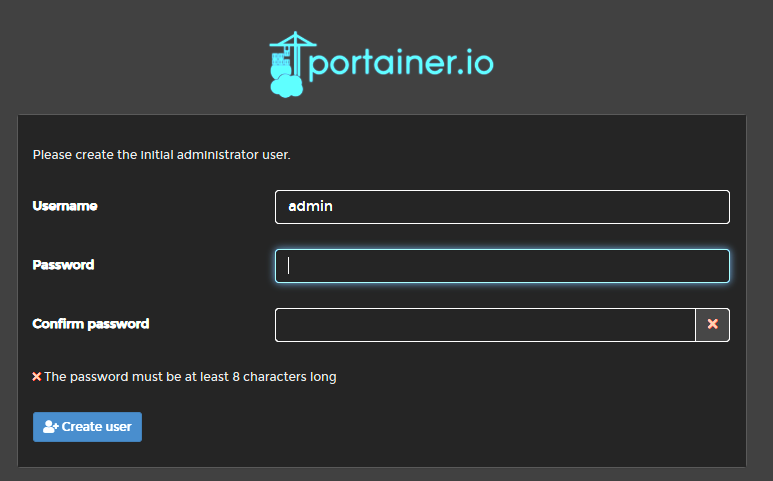 portainer.io
Please create the initial administrator user.
Username
admin
Password
Confirm password
The password must be at least 8 characters long
Create user